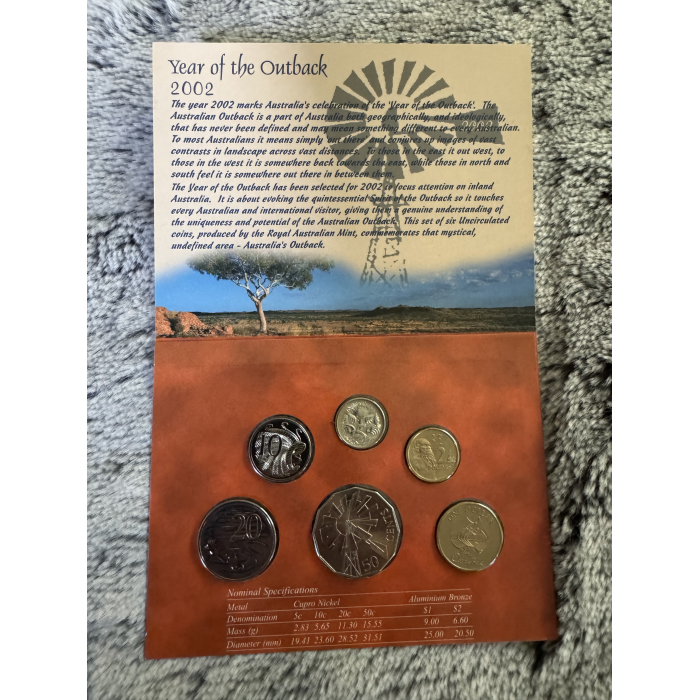 Year of the Outback
2002
The year 2002 marks Australia's celebration of the 'Year of the Outback'. The
Australian Outback is a part of Australia both geographically, and ideologically,
that has never been defined and may mean something different to every Australian.
To most Australians it means simply 'out there' and conjures up images of vast
contrasts in landscape across vast distances. To those in the east it out west, to
those in the west it is somewhere back towards the east, while those in north and
south feel it is somewhere out there in between them.
The Year of the Outback has been selected for 2002 to focus attention on inland
Australia. It is about evoking the quintessential Spirit of the Outback so it touches
every Australian and international visitor, giving them a genuine understanding of
the uniqueness and potential of the Australian Outback. This set of six Uncirculated
coins, produced by the Royal Australian Mint, commemorates that mystical,
undefined area - Australia's Outback.
10
5
2
20
50
CENTS
Nominal Specifications
Metal Cupro Nickel Aluminium Bronze
Denomination 5c 10c 20c 50c $1 $2
Mass (g) 2.83 5.65 11.30 15.55 9.00 6.60
Diameter (mm) 19.41 23.60 28.52 31.51 25.00 20.50